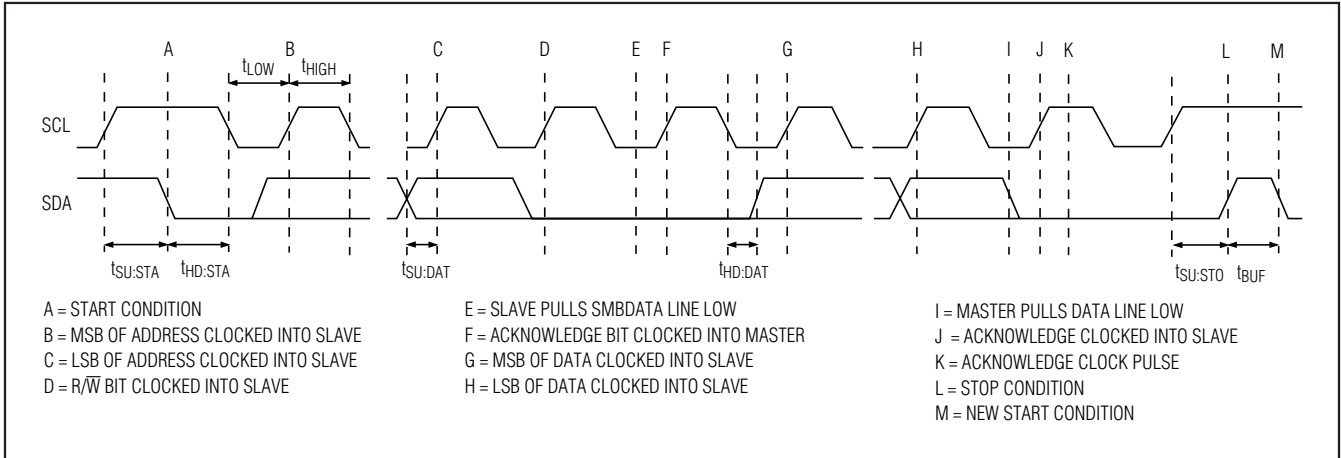 A B C D E F G H I J K L M
tLOW tHIGH
SCL
SDA
tSU:STA tHD:STA tSU:DAT tHD:DAT tSU:STO tBUF
A = START CONDITION
B = MSB OF ADDRESS CLOCKED INTO SLAVE
C = LSB OF ADDRESS CLOCKED INTO SLAVE
D = R/W̅ BIT CLOCKED INTO SLAVE
E = SLAVE PULLS SMBDATA LINE LOW
F = ACKNOWLEDGE BIT CLOCKED INTO MASTER
G = MSB OF DATA CLOCKED INTO SLAVE
H = LSB OF DATA CLOCKED INTO SLAVE
I = MASTER PULLS DATA LINE LOW
J = ACKNOWLEDGE CLOCKED INTO SLAVE
K = ACKNOWLEDGE CLOCK PULSE
L = STOP CONDITION
M = NEW START CONDITION